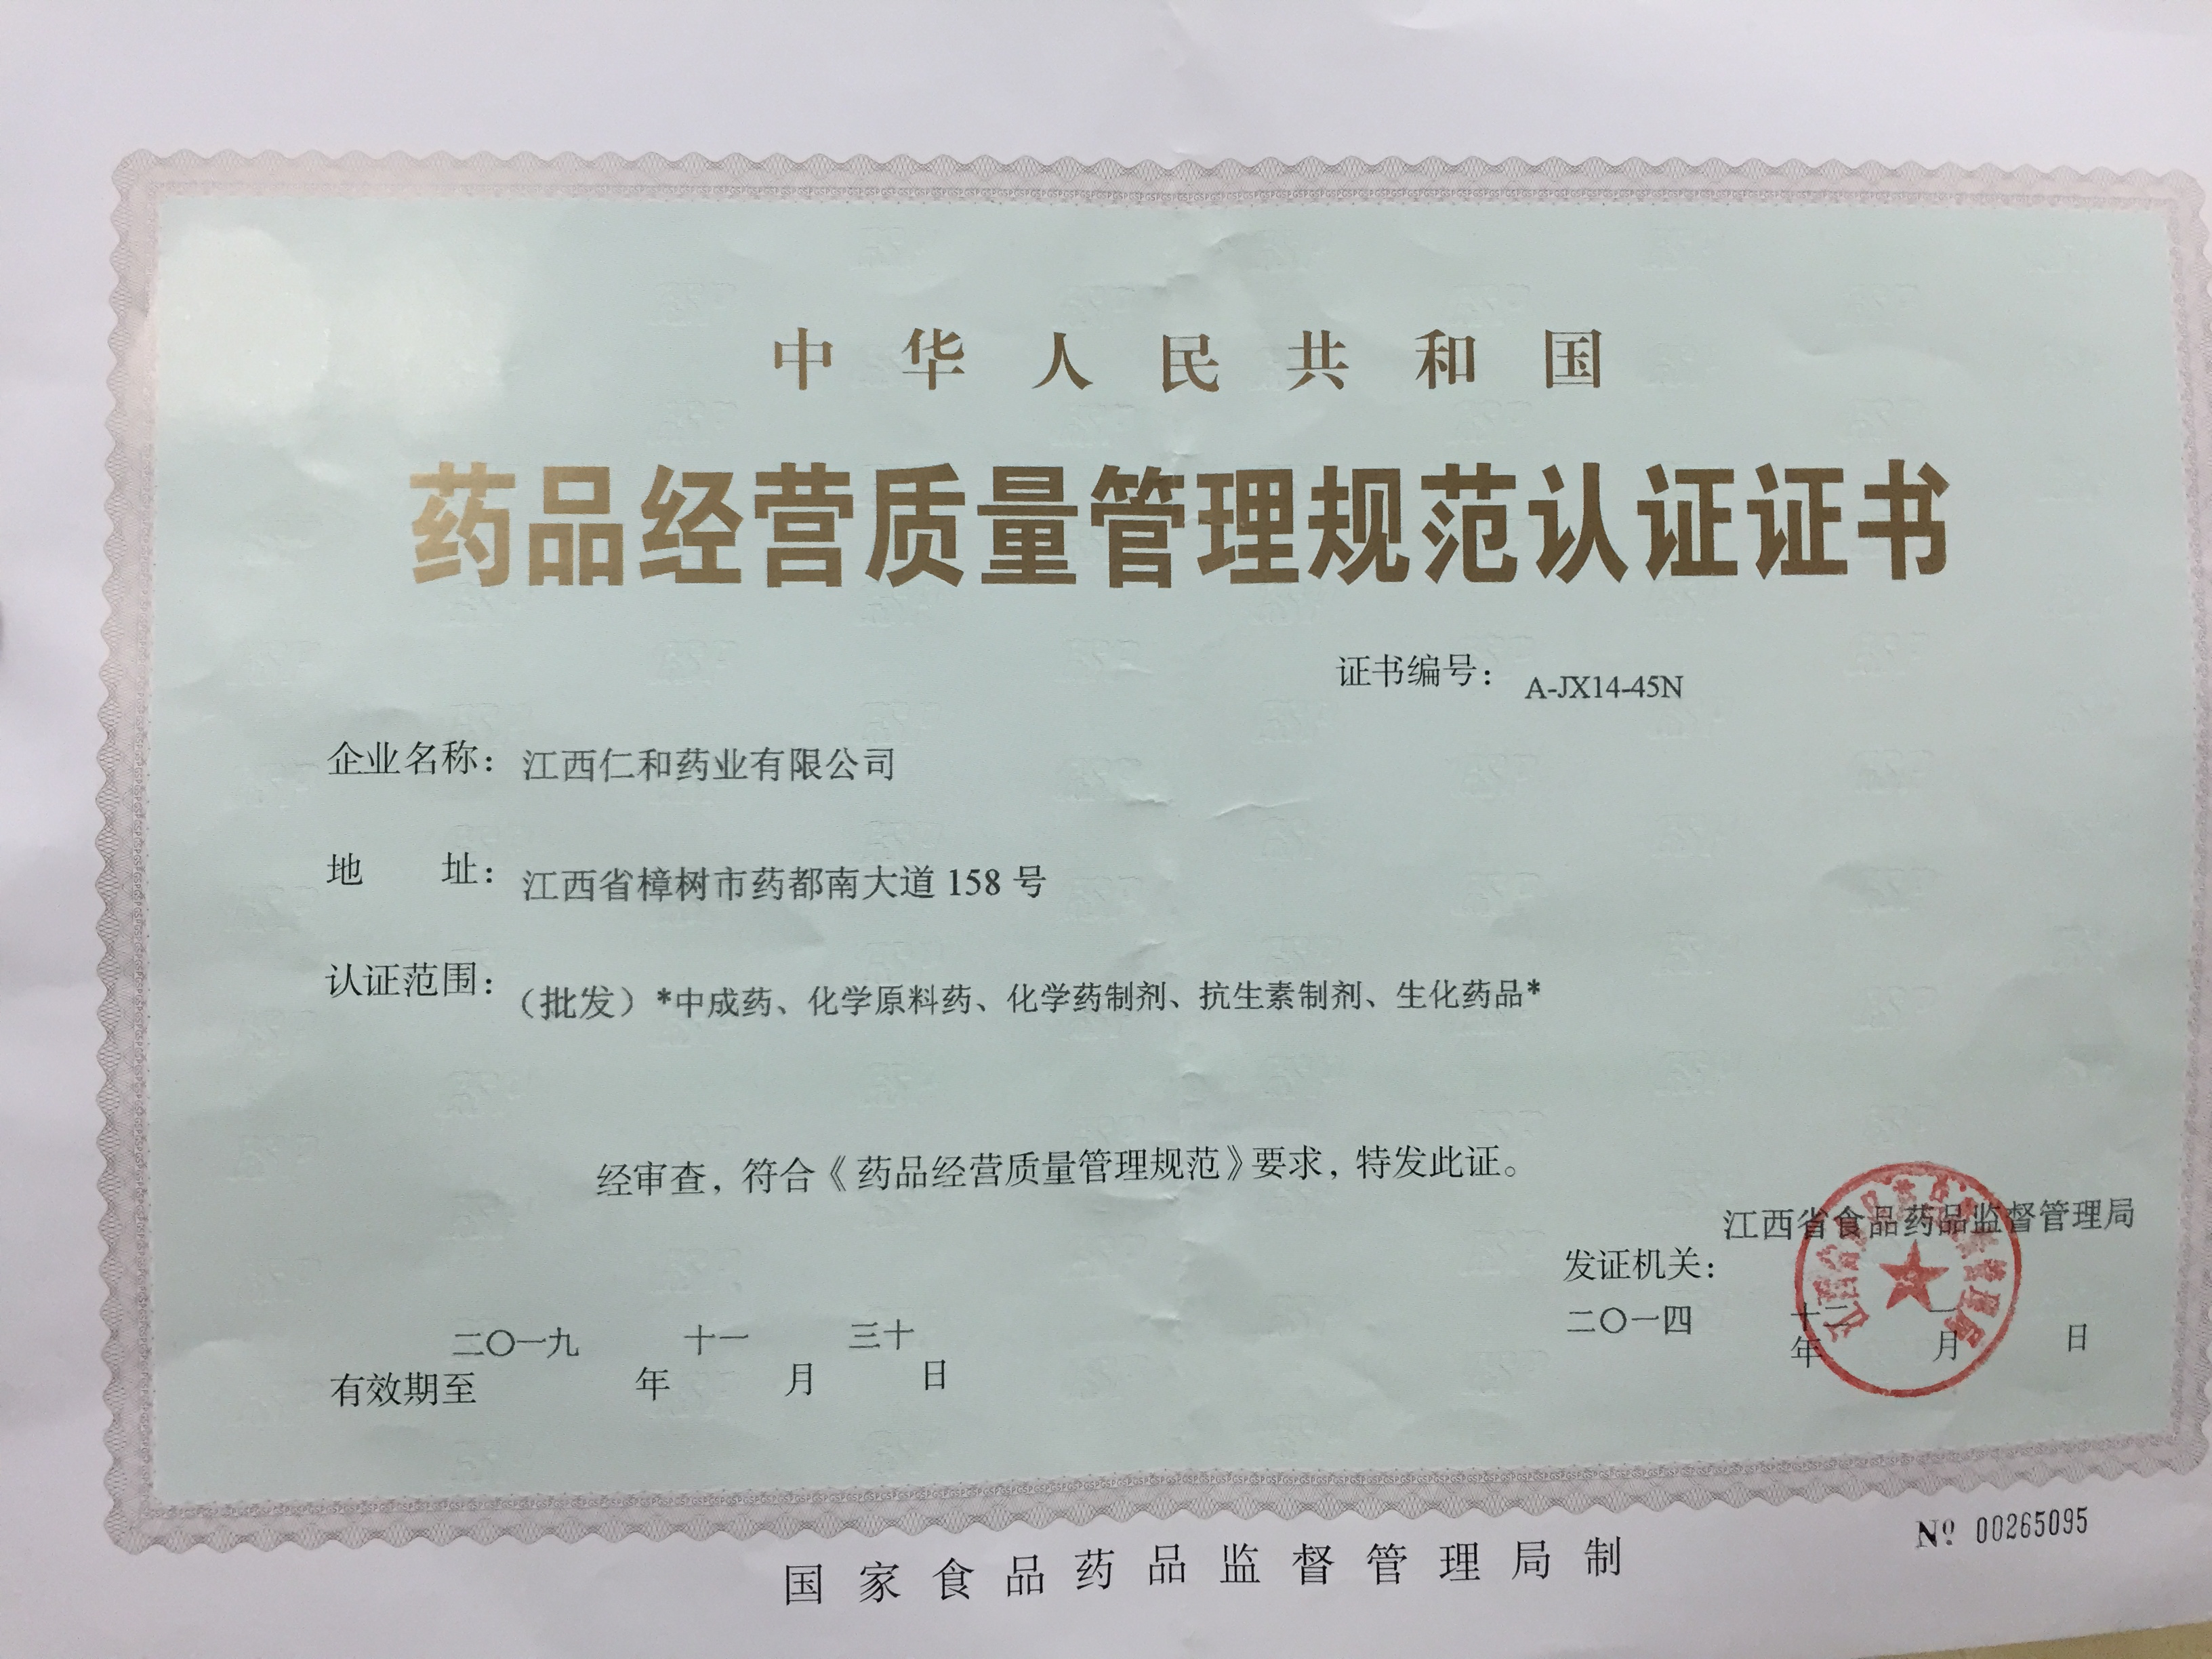 中华人民共和国
药品经营质量管理规范认证证书
证书编号: A-JX14-45N
企业名称: 江西仁和药业有限公司
地址: 江西省樟树市药都南大道 158 号
认证范围: (批发) *中成药、化学原料药、化学药制剂、抗生素制剂、生化药品*
经审查, 符合《药品经营质量管理规范》要求, 特发此证。
发证机关: 江西省食品药品监督管理局
二〇一四年十二月一日
有效期至二〇一九年十一月三十日
国家食品药品监督管理局制
Nº 00265095